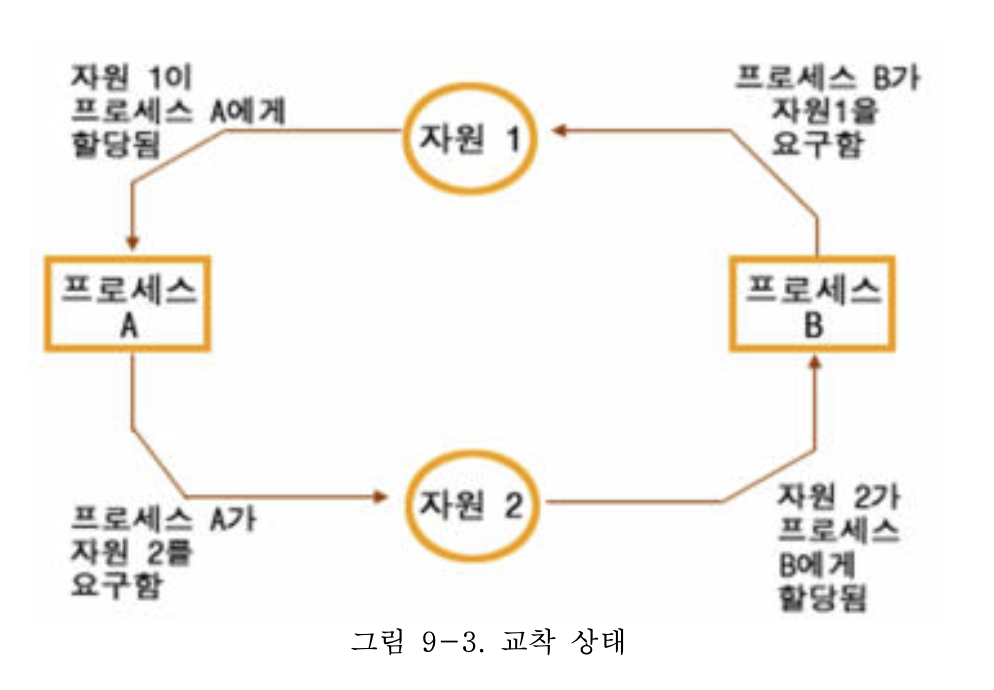 자원 1이
프로세스 A에게
할당됨
자원 1
프로세스 B가
자원1을
요구함
프로세스
A
프로세스
B
프로세스 A가
자원 2를
요구함
자원 2
자원 2가
프로세스
B에게
할당됨
그림 9-3. 교착 상태